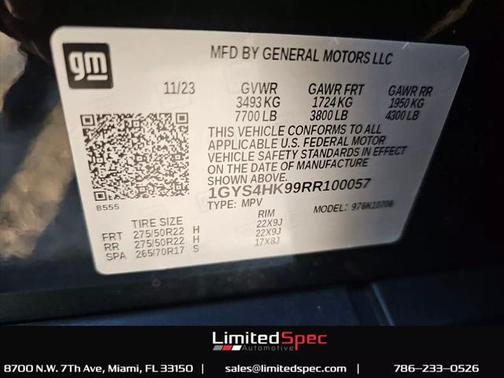 gm
MFD BY GENERAL MOTORS LLC
11/23 GVWR GAWR FRT GAWR RR
3493 KG 1724 KG 1950 KG
7700 LB 3800 LB 4300 LB
THIS VEHICLE CONFORMS TO ALL
APPLICABLE U.S. FEDERAL MOTOR
VEHICLE SAFETY STANDARDS IN EFFECT
ON THE DATE OF MANUFACTURE
SHOWN ABOVE.
1GYS4HK99RR100057
8555 TYPE: MPV MODEL:
TIRE SIZE RIM
FRT 275/50R22 H 22X9J
RR 275/50R22 H 22X9J
SPA 265/70R17 S 17X8J
LimitedSpec
Automotive
8700 N.W. 7Th Ave, Miami, FL 33150 | sales@limitedspec.com | 786-233-0526